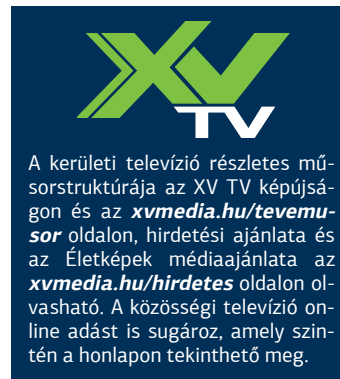 XV
TV
A kerületi televízió részletes mű-
sorstruktúrája az XV TV képújsá-
gon és az xvmedia.hu/tevemu-
sor oldalon, hirdetési ajánlata és
az Életképek médiaajánlata az
xvmedia.hu/hirdetes oldalon ol-
vasható. A közösségi televízió on-
line adást is sugároz, amely szin-
tén a honlapon tekinthető meg.